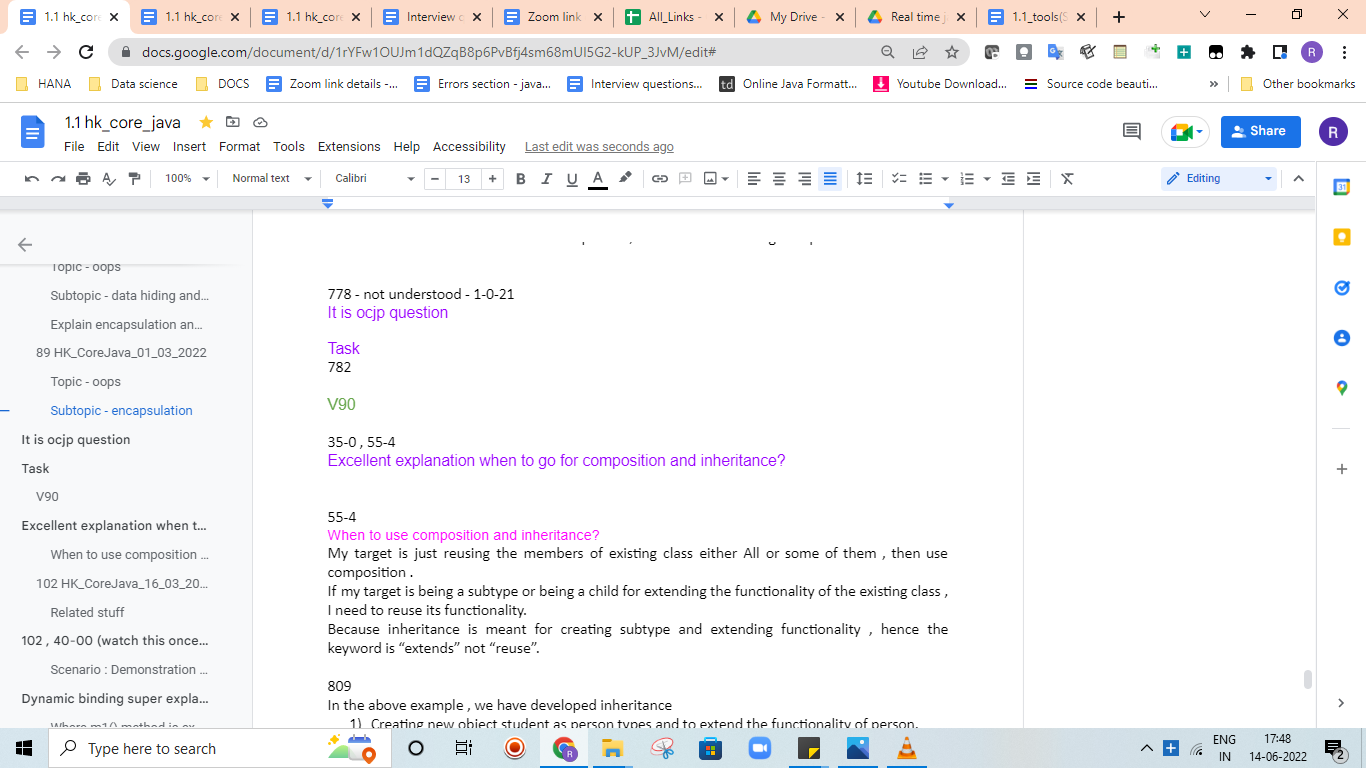 1.1 hk_core
1.1 hk_core
1.1 hk_core
Interview q
Zoom link
All_Links -
My Drive -
Real time j
1.1_tools(S
docs.google.com/document/d/1rYFw1OUJm1dQZqB8p6PvBfj4sm68mUI5G2-kUP_3JvM/edit#
R
HANA
Data science
DOCS
Zoom link details -...
Errors section - java...
Interview questions...
td Online Java Formatt...
Youtube Download...
Source code beauti...
»
Other bookmarks
1.1 hk_core_java
File Edit View Insert Format Tools Extensions Help Accessibility Last edit was seconds ago
Share
R
100% Normal text Calibri − 13 + B I U A
Editing
31
Topic - oops
Subtopic - data hiding and...
Explain encapsulation an...
89 HK_CoreJava_01_03_2022
Topic - oops
Subtopic - encapsulation
It is ocjp question
Task
V90
Excellent explanation when t...
When to use composition ...
102 HK_CoreJava_16_03_20...
Related stuff
102 , 40-00 (watch this once...
Scenario : Demonstration ...
Dynamic binding super expla...
778 - not understood - 1-0-21
It is ocjp question
Task
782
V90
35-0 , 55-4
Excellent explanation when to go for composition and inheritance?
55-4
When to use composition and inheritance?
My target is just reusing the members of existing class either All or some of them , then use
composition .
If my target is being a subtype or being a child for extending the functionality of the existing class ,
I need to reuse its functionality.
Because inheritance is meant for creating subtype and extending functionality , hence the
keyword is “extends” not “reuse”.
809
In the above example , we have developed inheritance
1) Creating new object student as person types and to extend the functionality of person.
Type here to search
R
ENG
IN
17:48
14-06-2022
2